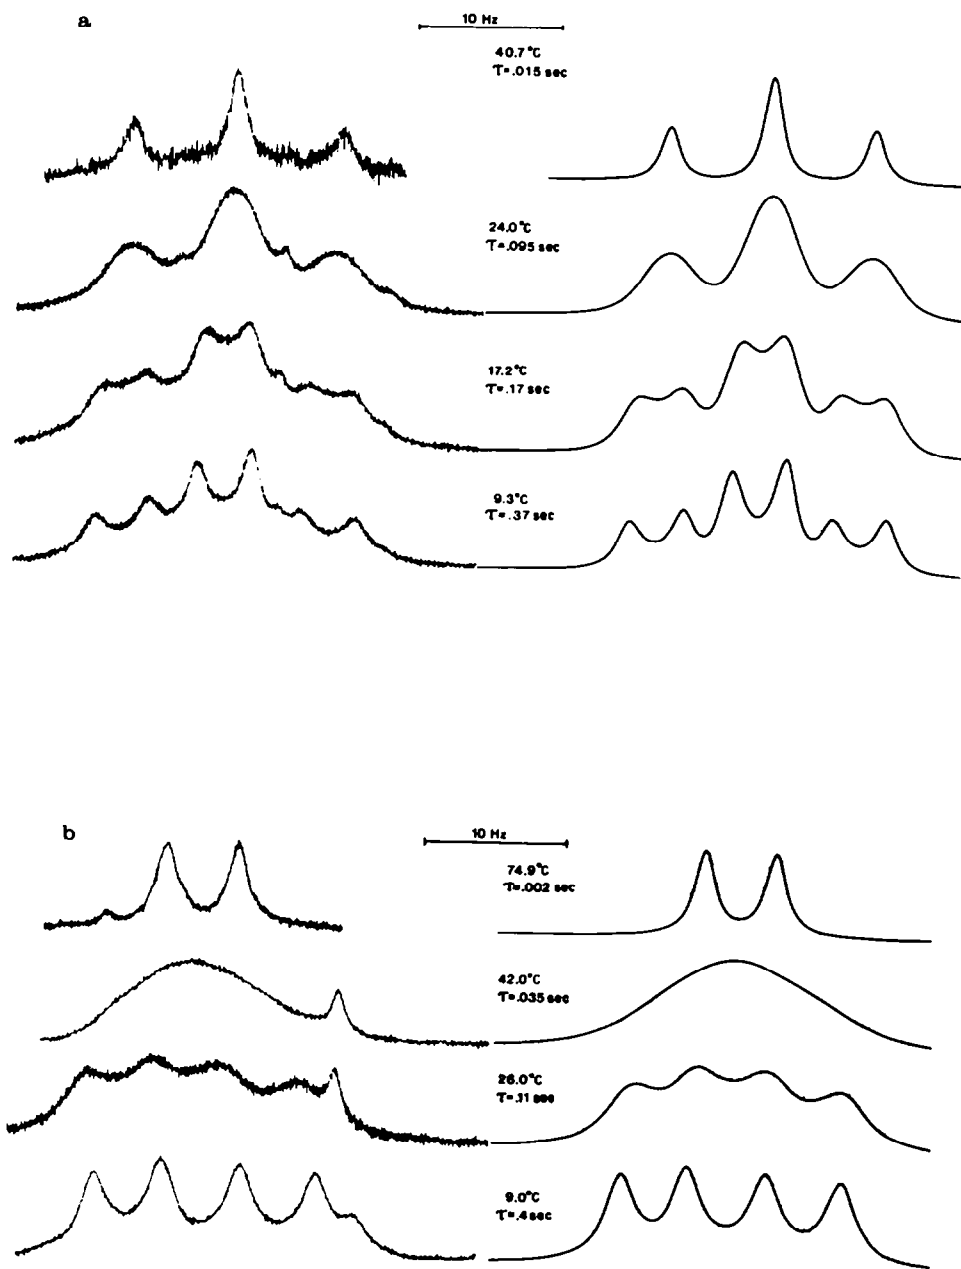 a
10 Hz
40.7°C
τ=.015 sec
24.0°C
τ=.095 sec
17.2°C
τ=.17 sec
9.3°C
τ=.37 sec
b
10 Hz
74.9°C
τ=.002 sec
42.0°C
τ=.035 sec
26.0°C
τ=.11 sec
9.0°C
τ=.4 sec